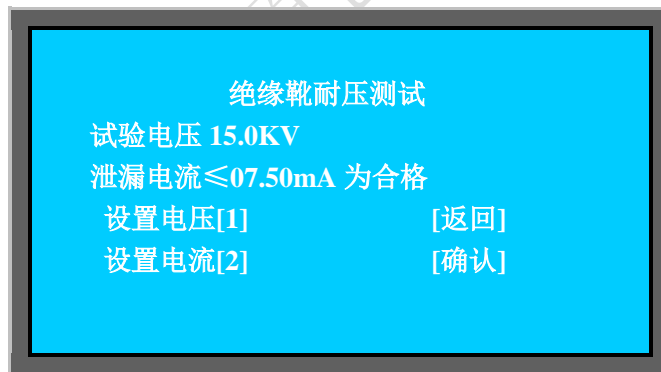 绝缘靴耐压测试
试验电压 15.0KV
泄漏电流≤07.50mA 为合格
设置电压[1] [返回]
设置电流[2] [确认]